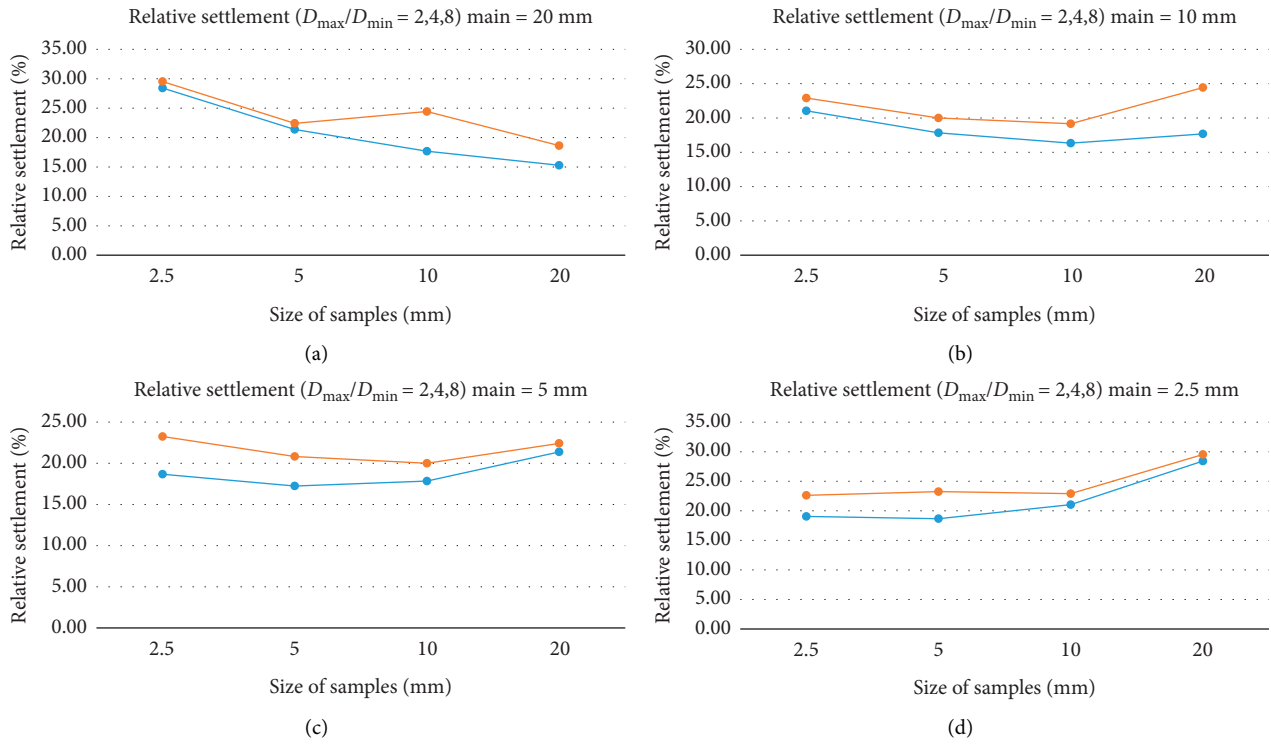 Relative settlement (Dmax/Dmin = 2,4,8) main = 20 mm
35.00
30.00
25.00
20.00
15.00
10.00
5.00
0.00
Relative settlement (%)
2.5 5 10 20
Size of samples (mm)
(a)
Relative settlement (Dmax/Dmin = 2,4,8) main = 10 mm
30.00
25.00
20.00
15.00
10.00
5.00
0.00
Relative settlement (%)
2.5 5 10 20
Size of samples (mm)
(b)
Relative settlement (Dmax/Dmin = 2,4,8) main = 5 mm
25.00
20.00
15.00
10.00
5.00
0.00
Relative settlement (%)
2.5 5 10 20
Size of samples (mm)
(c)
Relative settlement (Dmax/Dmin = 2,4,8) main = 2.5 mm
35.00
30.00
25.00
20.00
15.00
10.00
5.00
0.00
Relative settlement (%)
2.5 5 10 20
Size of samples (mm)
(d)